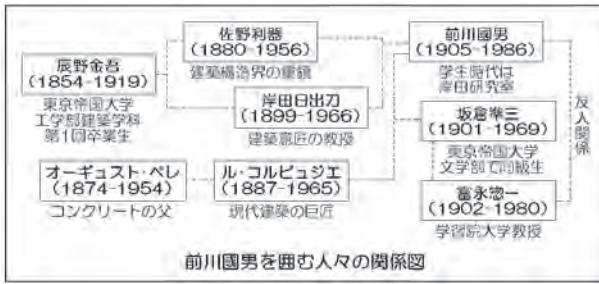 辰野金吾
(1854-1919)
東京帝国大学
工学部建築学科
第1回卒業生
佐野利器
(1880-1956)
建築構造界の重鎮
岸田日出刀
(1899-1966)
建築意匠の教授
オーギュスト・ペレ
(1874-1954)
コンクリートの父
ル・コルビュジエ
(1887-1965)
現代建築の巨匠
前川國男
(1905-1986)
学生時代は
岸田研究室
坂倉準三
(1901-1969)
東京帝国大学
文学部で同級生
富永惣一
(1902-1980)
学習院大学教授
友人関係
前川國男を囲む人々の関係図